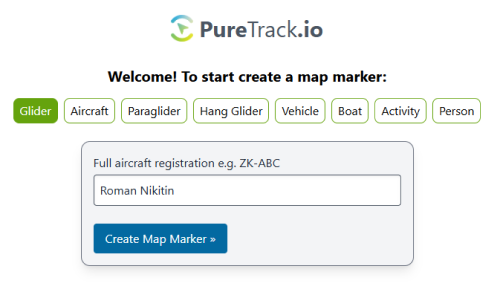 PureTrack.io
Welcome! To start create a map marker:
Glider Aircraft Paraglider Hang Glider Vehicle Boat Activity Person
Full aircraft registration e.g. ZK-ABC
Roman Nikitin
Create Map Marker »